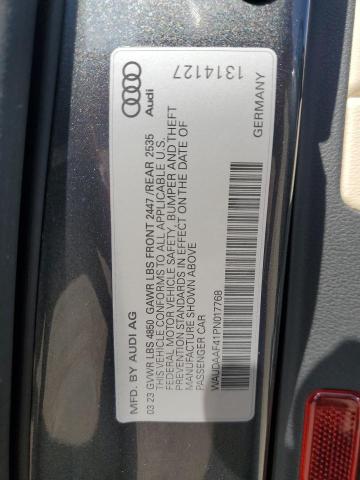 Audi
1314127
MFD. BY AUDI AG
GERMANY
03 23 GVWR LBS 4850 GAWR LBS FRONT 2447/REAR 2535
THIS VEHICLE CONFORMS TO ALL APPLICABLE U.S.
FEDERAL MOTOR VEHICLE SAFETY, BUMPER AND THEFT
PREVENTION STANDARDS IN EFFECT ON THE DATE OF
MANUFACTURE SHOWN ABOVE
PASSENGER CAR
WAUDAAF41PN017768